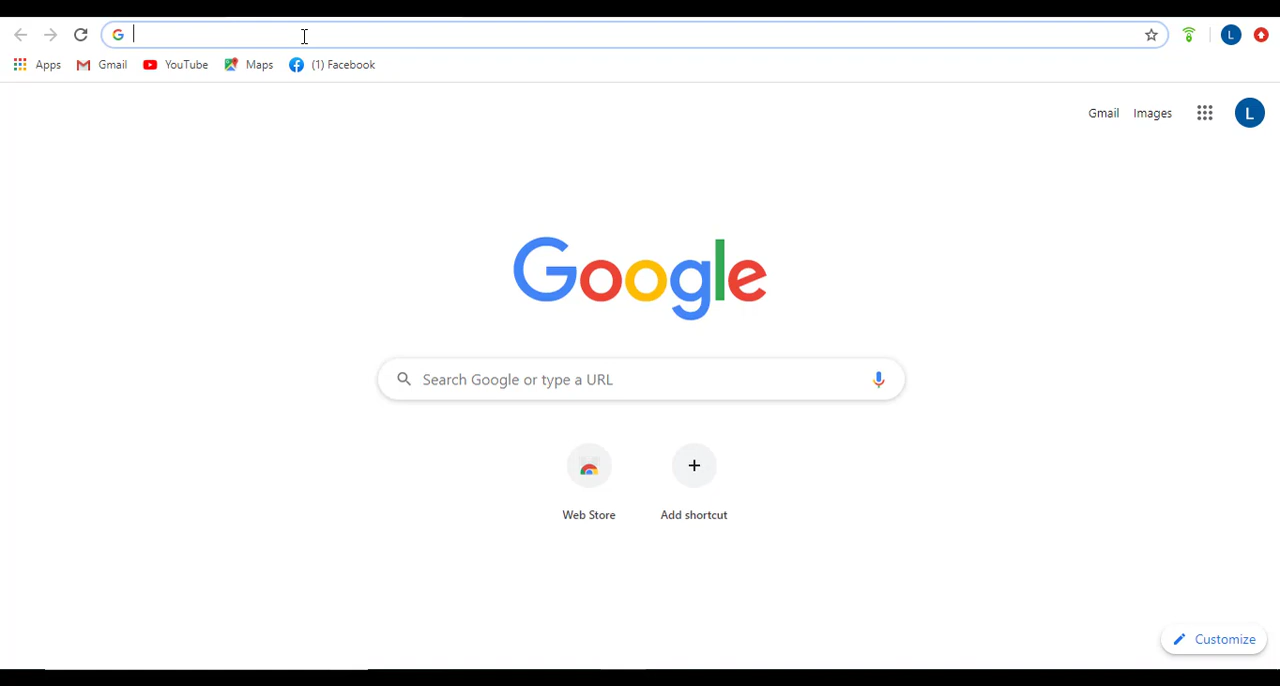 L
Apps Gmail YouTube Maps (1) Facebook
Gmail Images L
Google
Search Google or type a URL
Web Store Add shortcut
Customize